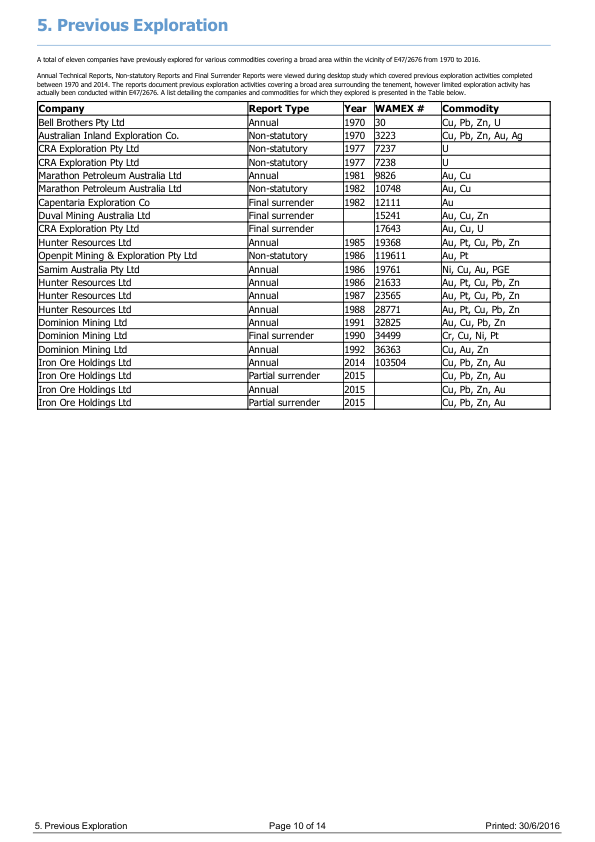 5. Previous Exploration
A total of eleven companies have previously explored for various commodities covering a broad area within the vicinity of E47/2676 from 1970 to 2016.
Annual Technical Reports, Non-statutory Reports and Final Surrender Reports were viewed during desktop study which covered previous exploration activities completed
between 1970 and 2014. The reports document previous exploration activities covering a broad area surrounding the tenement, however limited exploration activity has
actually been conducted within E47/2676. A list detailing the companies and commodities for which they explored is presented in the Table below.
Company Report Type Year WAMEX # Commodity
Bell Brothers Pty Ltd Annual 1970 30 Cu, Pb, Zn, U
Australian Inland Exploration Co. Non-statutory 1970 3223 Cu, Pb, Zn, Au, Ag
CRA Exploration Pty Ltd Non-statutory 1977 7237 U
CRA Exploration Pty Ltd Non-statutory 1977 7238 U
Marathon Petroleum Australia Ltd Annual 1981 9826 Au, Cu
Marathon Petroleum Australia Ltd Non-statutory 1982 10748 Au, Cu
Capentaria Exploration Co Final surrender 1982 12111 Au
Duval Mining Australia Ltd Final surrender 15241 Au, Cu, Zn
CRA Exploration Pty Ltd Final surrender 17643 Au, Cu, U
Hunter Resources Ltd Annual 1985 19368 Au, Pt, Cu, Pb, Zn
Openpit Mining & Exploration Pty Ltd Non-statutory 1986 119611 Au, Pt
Samim Australia Pty Ltd Annual 1986 19761 Ni, Cu, Au, PGE
Hunter Resources Ltd Annual 1986 21633 Au, Pt, Cu, Pb, Zn
Hunter Resources Ltd Annual 1987 23565 Au, Pt, Cu, Pb, Zn
Hunter Resources Ltd Annual 1988 28771 Au, Pt, Cu, Pb, Zn
Dominion Mining Ltd Annual 1991 32825 Au, Cu, Pb, Zn
Dominion Mining Ltd Final surrender 1990 34499 Cr, Cu, Ni, Pt
Dominion Mining Ltd Annual 1992 36363 Cu, Au, Zn
Iron Ore Holdings Ltd Annual 2014 103504 Cu, Pb, Zn, Au
Iron Ore Holdings Ltd Partial surrender 2015 Cu, Pb, Zn, Au
Iron Ore Holdings Ltd Annual 2015 Cu, Pb, Zn, Au
Iron Ore Holdings Ltd Partial surrender 2015 Cu, Pb, Zn, Au
5. Previous Exploration Page 10 of 14 Printed: 30/6/2016